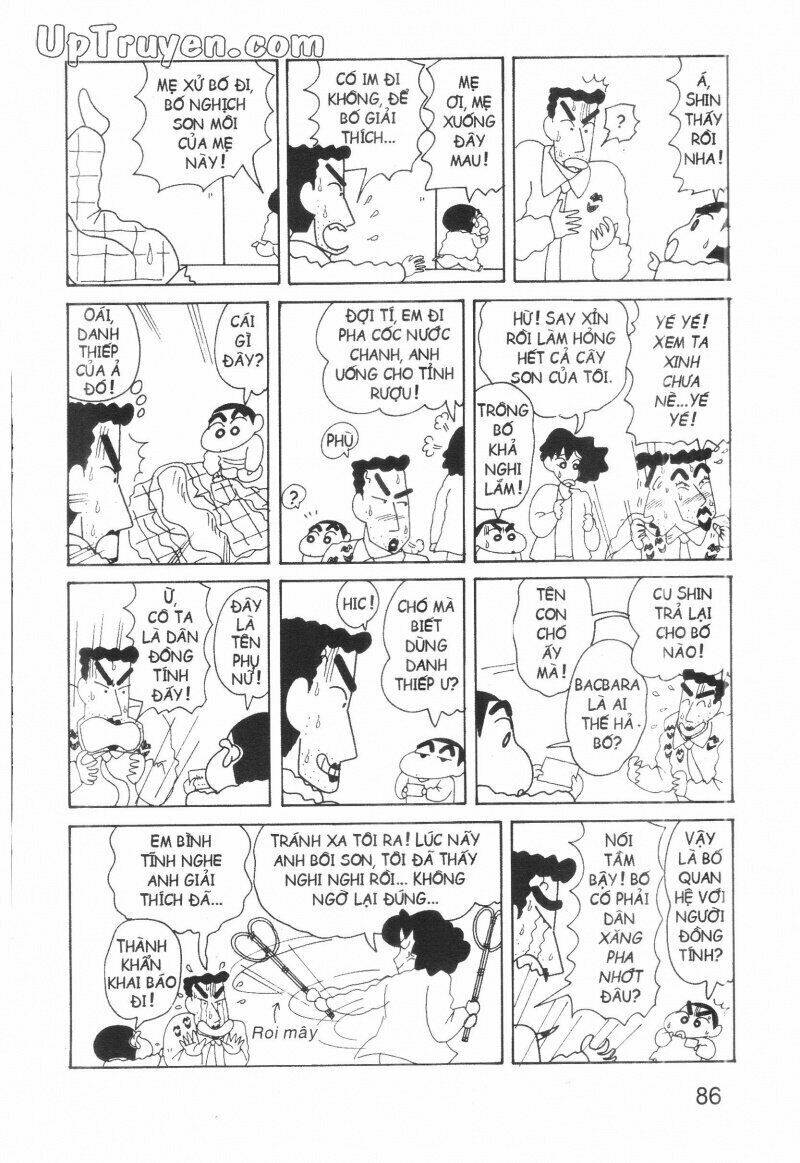 UpTruyen.com
Á,
SHIN
THẤY
RỒI
NHA!
?
MẸ
ƠI, MẸ
XUỐNG
ĐÂY
MAU!
CÓ IM ĐI
KHÔNG, ĐỂ
BỐ GIẢI
THÍCH...
MẸ XỬ BỐ ĐI,
BỐ NGHỊCH
SON MÔI
CỦA MẸ
NÀY!
YÉ YÉ!
XEM TA
XINH
CHƯA
NÈ...YÉ
YÉ!
HỪ! SAY XỈN
RỒI LÀM HỎNG
HẾT CẢ CÂY
SON CỦA TÔI.
TRÔNG
BỐ
KHẢ
NGHI
LẮM!
ĐỢI TÍ, EM ĐI
PHA CỐC NƯỚC
CHANH, ANH
UỐNG CHO TỈNH
RƯỢU!
PHÙ
?
CÁI
GÌ
ĐÂY?
OÁI,
DANH
THIẾP
CỦA Ả
ĐÓ!
CU SHIN
TRẢ LẠI
CHO BỐ
NÀO!
BACBARA
LÀ AI
THẾ HẢ
BỐ?
TÊN
CON
CHÓ
ẤY
MÀ!
CHÓ MÀ
BIẾT
DÙNG
DANH
THIẾP Ư?
HIC!
ĐÂY
LÀ
TÊN
PHỤ
NỮ!
Ừ,
CÔ TA
LÀ DÂN
ĐỒNG
TÍNH
ĐẤY!
VẬY
LÀ BỐ
QUAN
HỆ VỚI
NGƯỜI
ĐỒNG
TÍNH?
NÓI
TẦM
BẬY! BỐ
CÓ PHẢI
DÂN
XĂNG
PHA
NHỚT
ĐÂU?
TRÁNH XA TÔI RA! LÚC NÃY
ANH BÔI SON, TÔI ĐÃ THẤY
NGHI NGHI RỒI... KHÔNG
NGỜ LẠI ĐÚNG...
EM BÌNH
TĨNH NGHE
ANH GIẢI
THÍCH ĐÃ...
THÀNH
KHẨN
KHAI BÁO
ĐI!
Roi mây
86